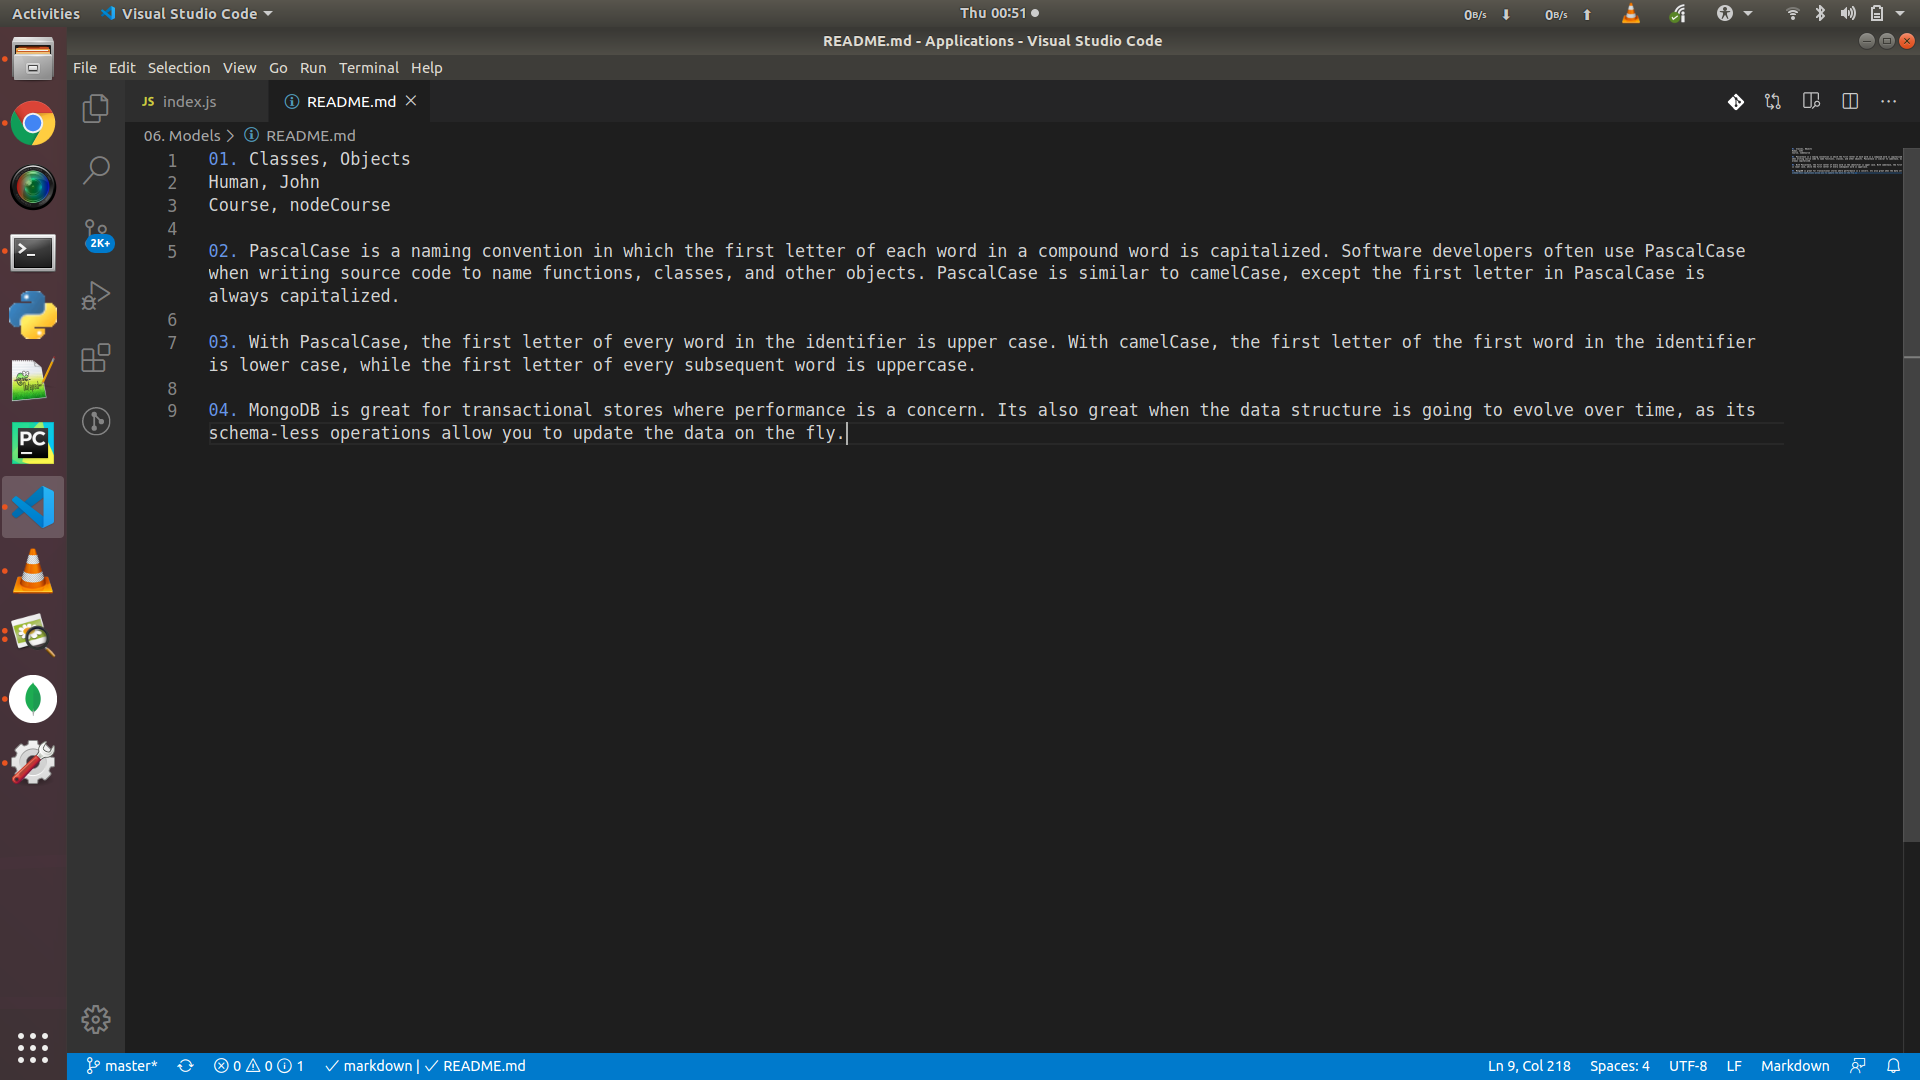 Activities Visual Studio Code Thu 00:51 0B/s 0B/s
README.md - Applications - Visual Studio Code
File Edit Selection View Go Run Terminal Help
JS index.js README.md
06. Models > README.md
1 01. Classes, Objects
2 Human, John
3 Course, nodeCourse
4
5 02. PascalCase is a naming convention in which the first letter of each word in a compound word is capitalized. Software developers often use PascalCase
when writing source code to name functions, classes, and other objects. PascalCase is similar to camelCase, except the first letter in PascalCase is
always capitalized.
6
7 03. With PascalCase, the first letter of every word in the identifier is upper case. With camelCase, the first letter of the first word in the identifier
is lower case, while the first letter of every subsequent word is uppercase.
8
9 04. MongoDB is great for transactional stores where performance is a concern. Its also great when the data structure is going to evolve over time, as its
schema-less operations allow you to update the data on the fly.
2K+
PC
master* 0 0 1 markdown | README.md Ln 9, Col 218 Spaces: 4 UTF-8 LF Markdown